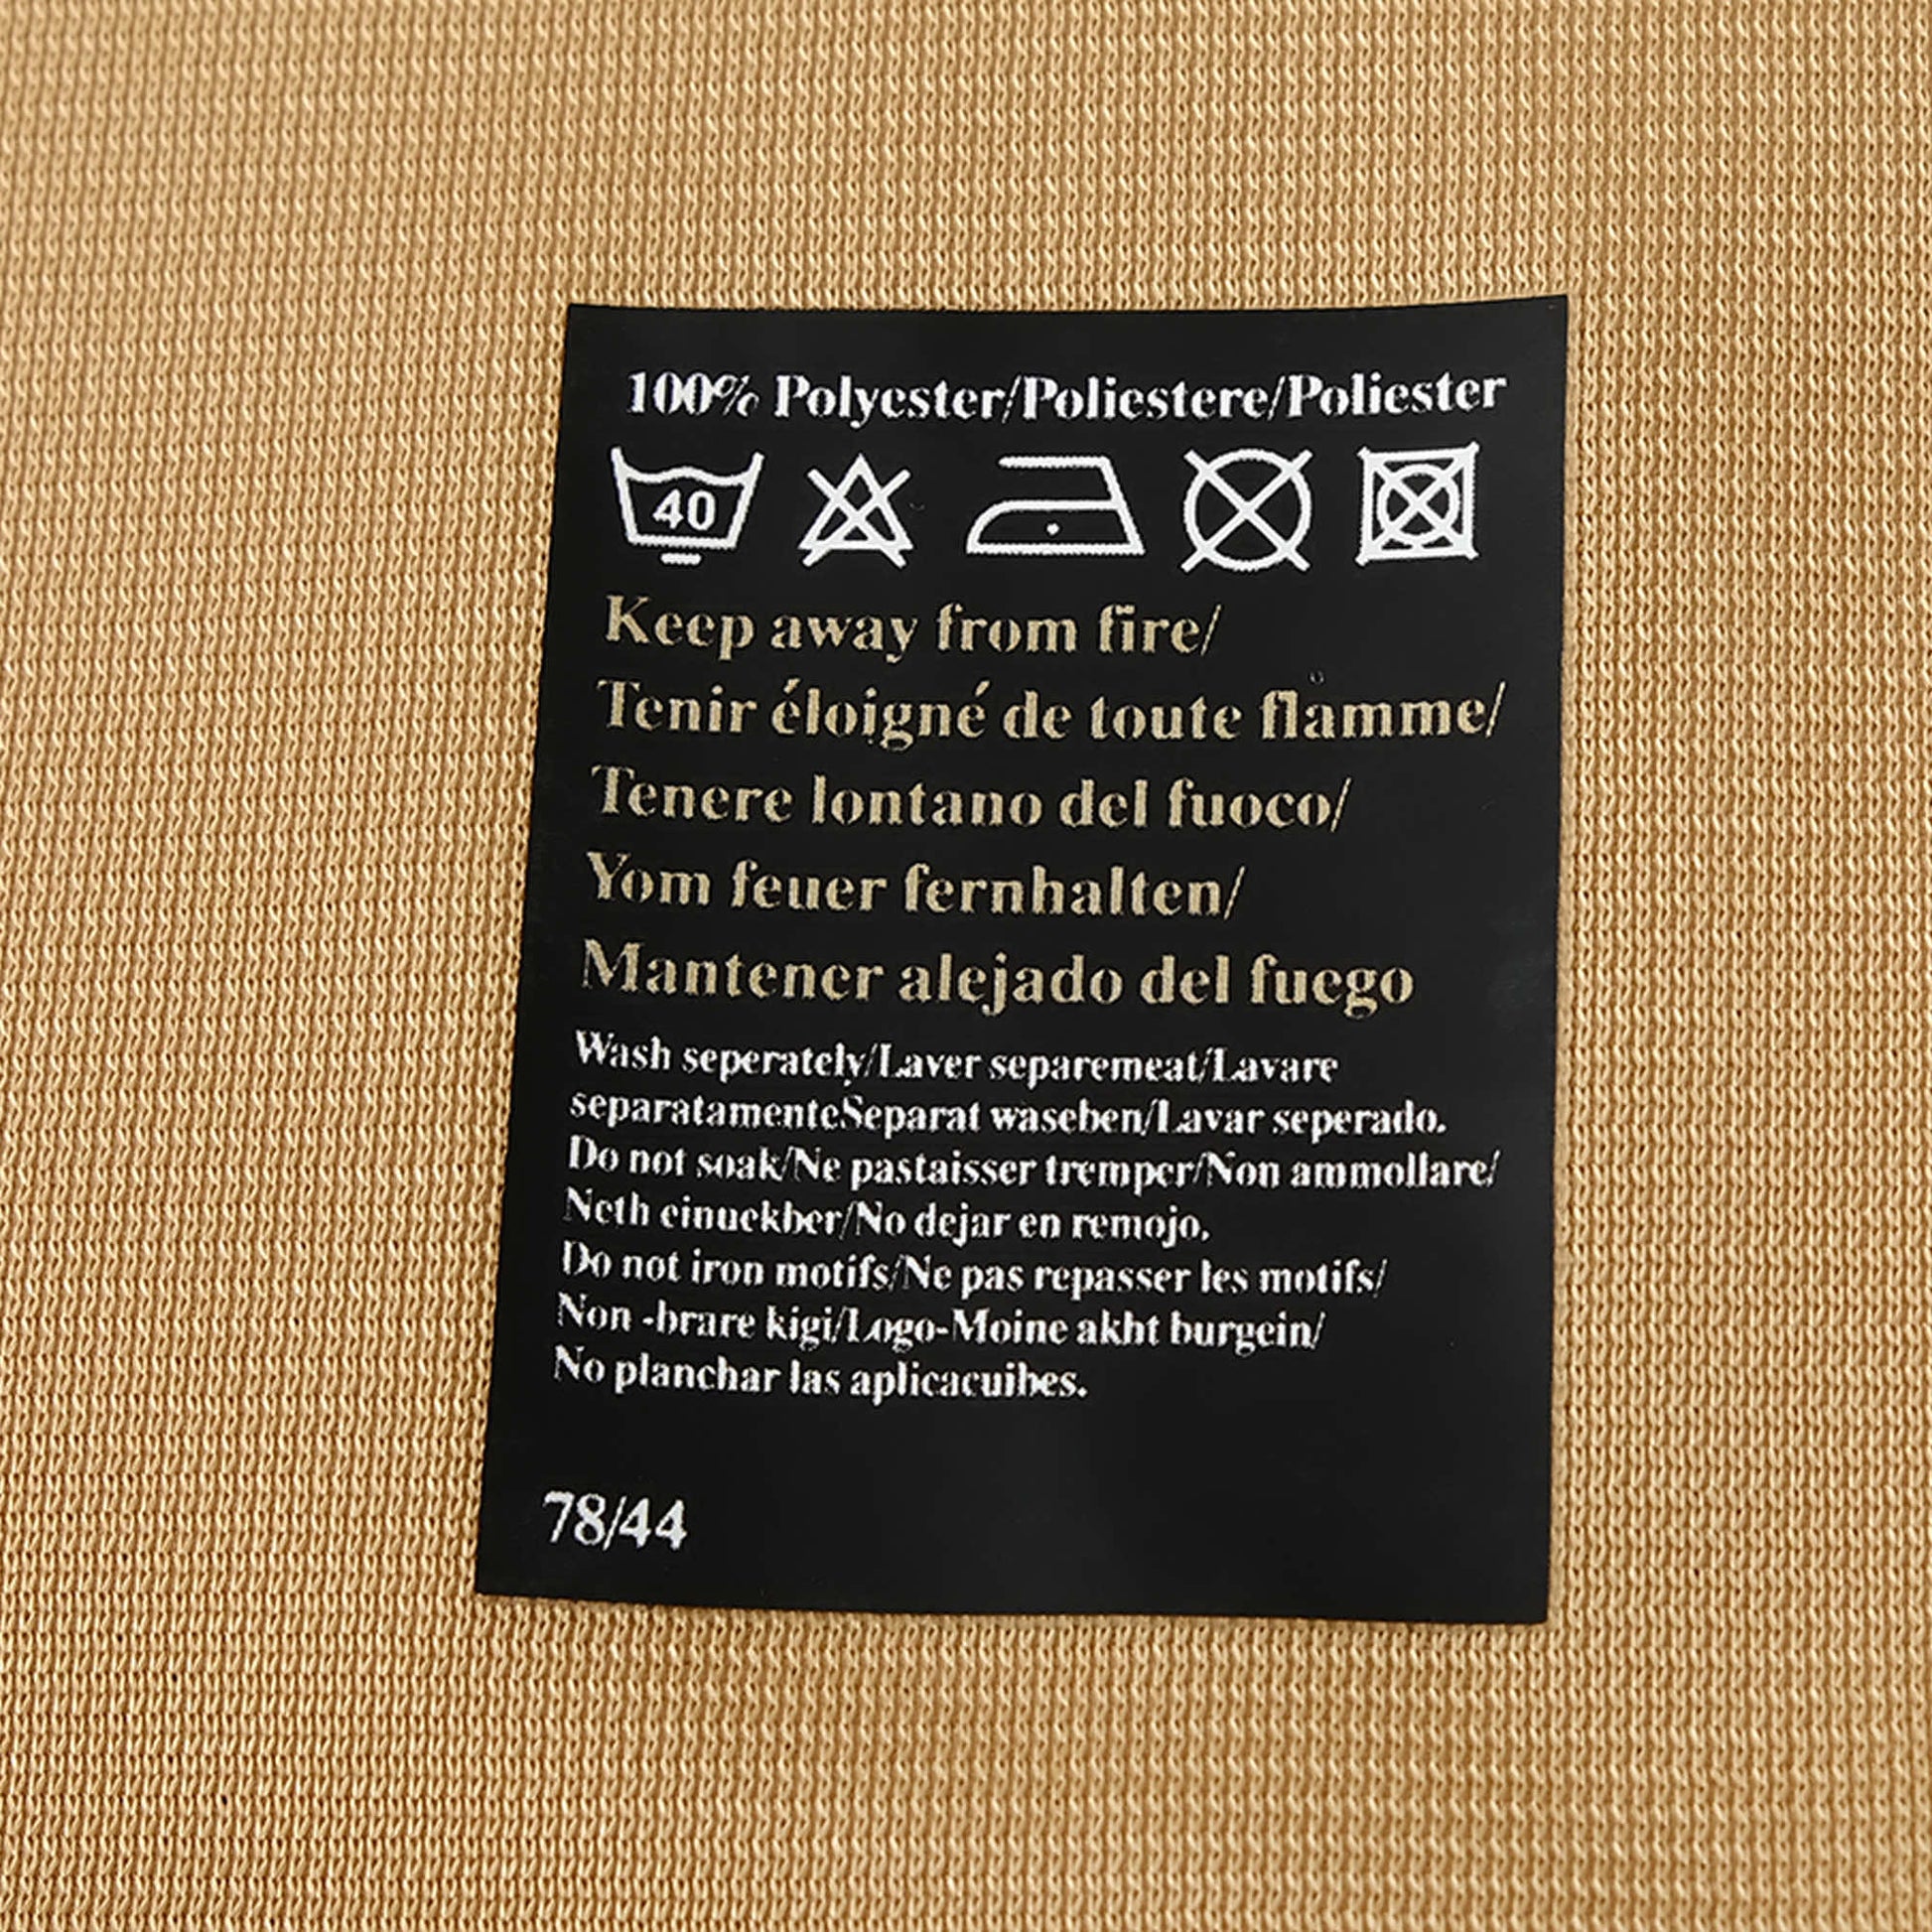 100% Polyester/Poliestere/Poliester
40
Keep away from fire/
Tenir éloigné de toute flamme/
Tenere lontano del fuoco/
Yom feuer fernhalten/
Mantener alejado del fuego
Wash seperately/Laver separemeat/Lavare
separatamenteSeparat waseben/Lavar seperado.
Do not soak/Ne pastaisser tremper/Non ammollare/
Neth einuekber/No dejar en remojo.
Do not iron motifs/Ne pas repasser les motifs/
Non -brare kigi/Logo-Moine akht burgein/
No planchar las aplicacuibes.
78/44